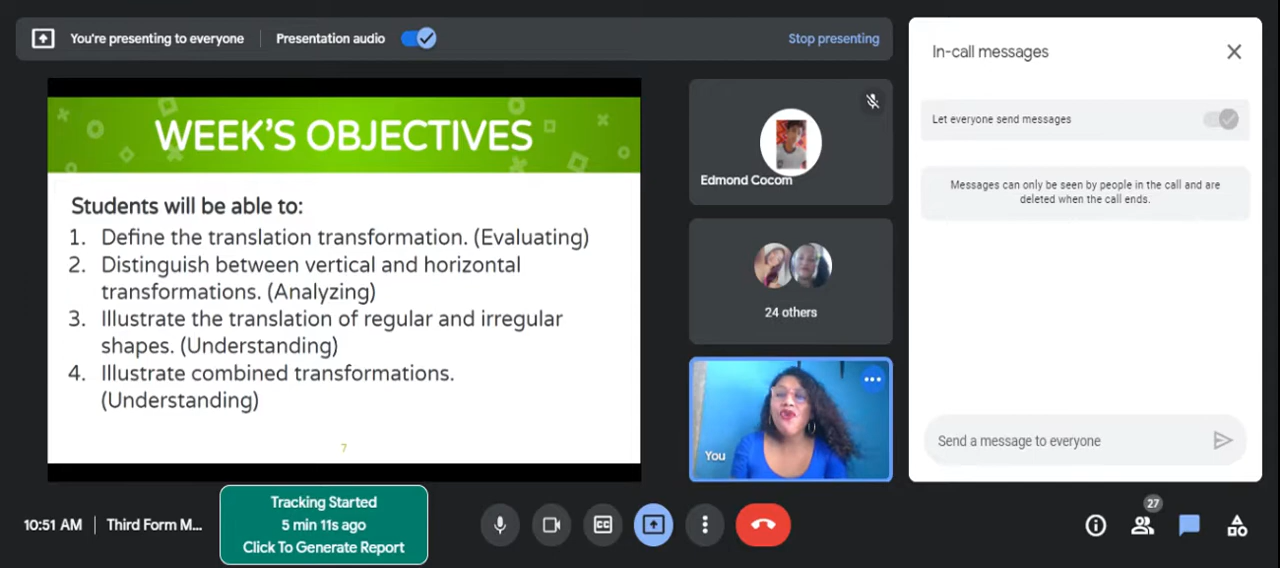 You're presenting to everyone
Presentation audio
Stop presenting
WEEK'S OBJECTIVES
Students will be able to:
1. Define the translation transformation. (Evaluating)
2. Distinguish between vertical and horizontal
transformations. (Analyzing)
3. Illustrate the translation of regular and irregular
shapes. (Understanding)
4. Illustrate combined transformations.
(Understanding)
7
Edmond Cocom
24 others
You
In-call messages
Let everyone send messages
Messages can only be seen by people in the call and are
deleted when the call ends.
Send a message to everyone
10:51 AM
Third Form M...
Tracking Started
5 min 11s ago
Click To Generate Report
CC
27